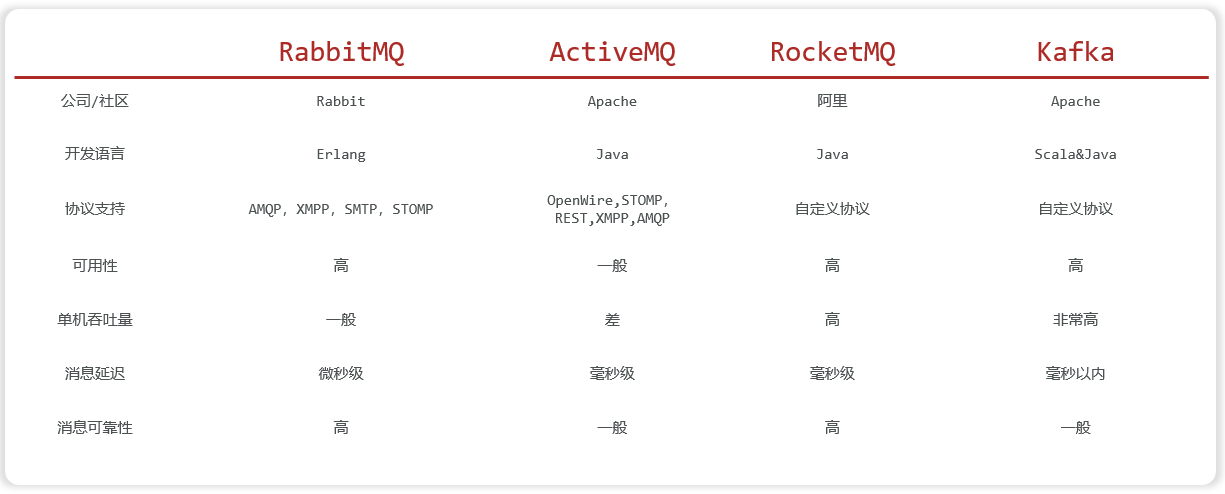 RabbitMQ ActiveMQ RocketMQ Kafka
公司/社区 Rabbit Apache 阿里 Apache
开发语言 Erlang Java Java Scala&Java
协议支持 AMQP, XMPP, SMTP, STOMP OpenWire,STOMP, REST,XMPP,AMQP 自定义协议 自定义协议
可用性 高 一般 高 高
单机吞吐量 一般 差 高 非常高
消息延迟 微秒级 毫秒级 毫秒级 毫秒以内
消息可靠性 高 一般 高 一般